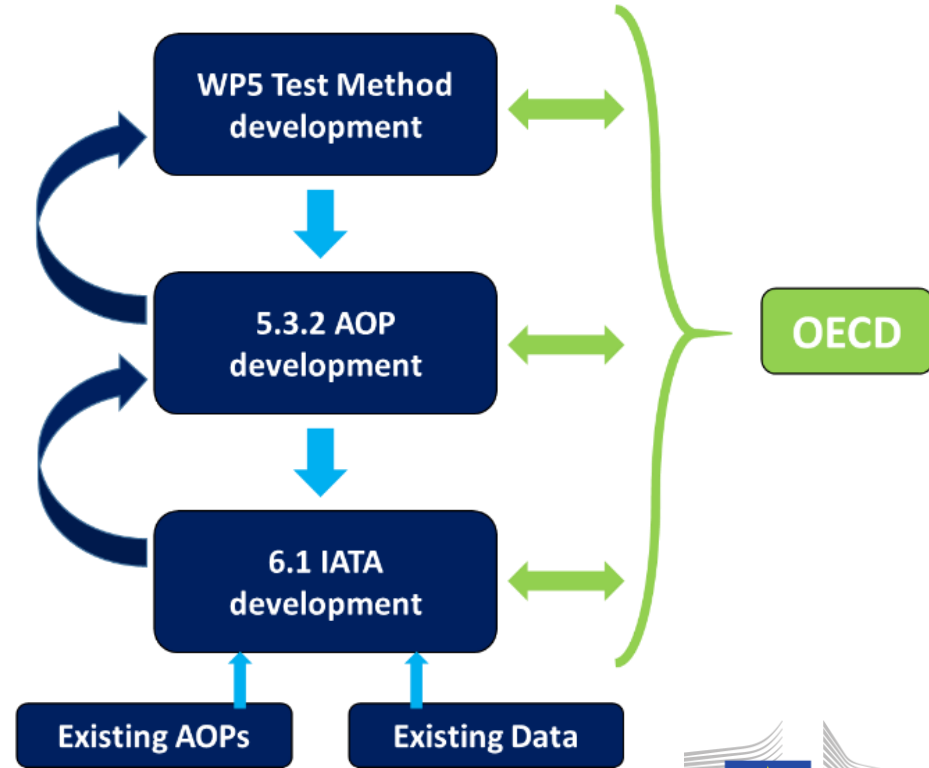 WP5 Test Method
development
5.3.2 AOP
development
OECD
6.1 IATA
development
Existing AOPs
Existing Data